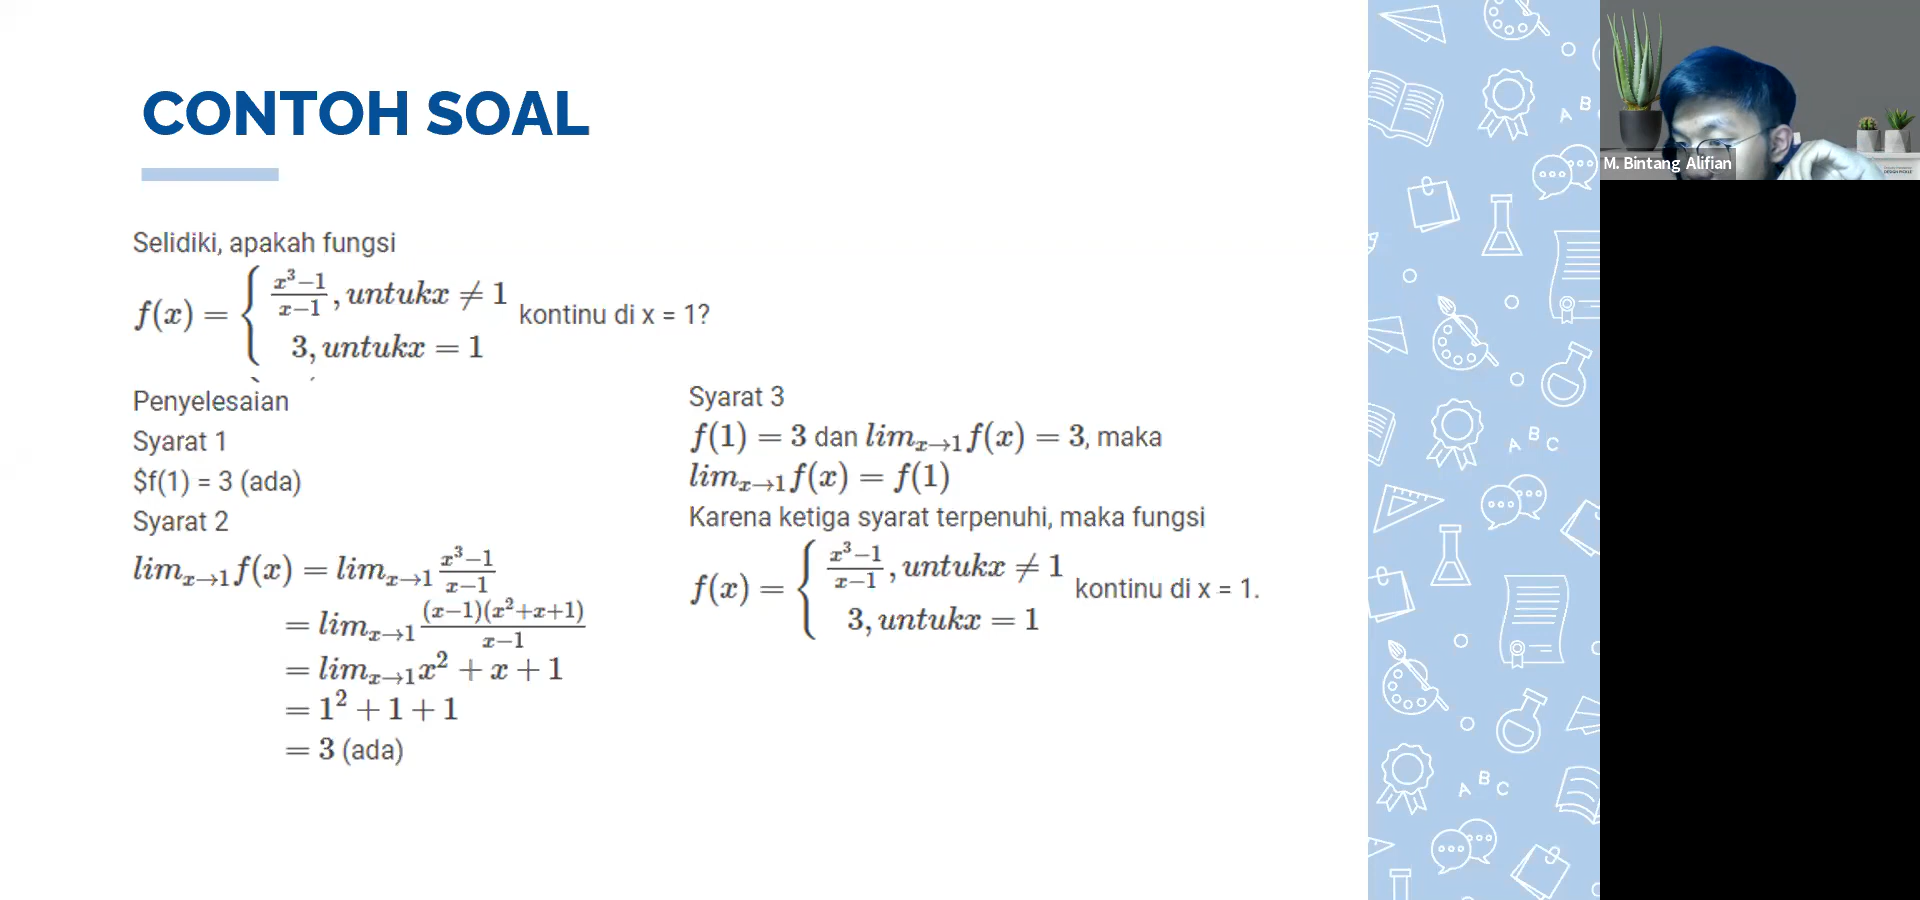 CONTOH SOAL
Selidiki, apakah fungsi
f(x) = { x³−1/x−1, untukx ≠ 1
3, untukx = 1 kontinu di x = 1?
Penyelesaian
Syarat 1
$f(1) = 3 (ada)
Syarat 2
lim_{x→1} f(x) = lim_{x→1} x³−1/x−1
= lim_{x→1} (x−1)(x²+x+1)/x−1
= lim_{x→1} x² + x + 1
= 1² + 1 + 1
= 3 (ada)
Syarat 3
f(1) = 3 dan lim_{x→1} f(x) = 3, maka
lim_{x→1} f(x) = f(1)
Karena ketiga syarat terpenuhi, maka fungsi
f(x) = { x³−1/x−1, untukx ≠ 1
3, untukx = 1 kontinu di x = 1.
A B
A B C
A B C
M. Bintang Alifian